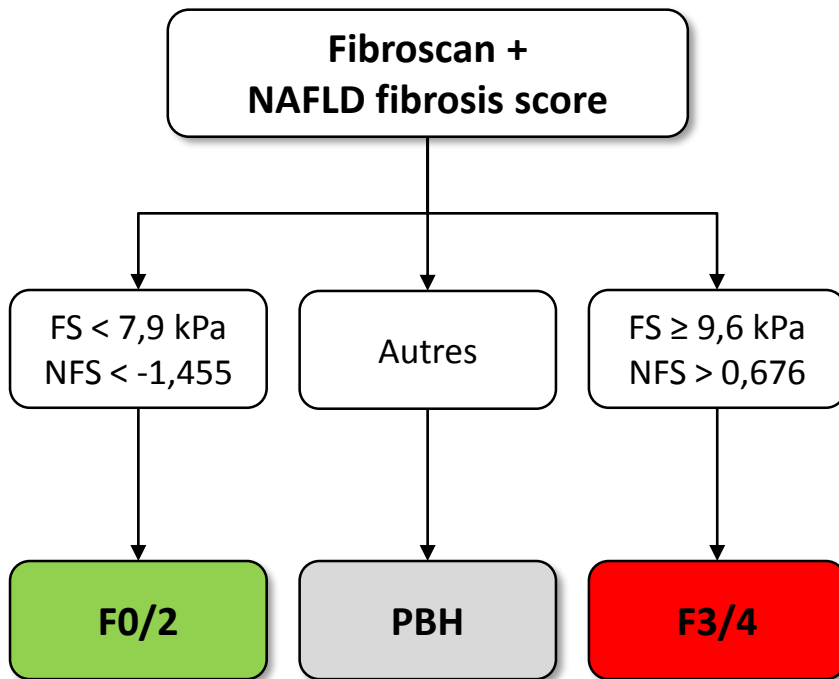 Fibroscan +
NAFLD fibrosis score
FS < 7,9 kPa
NFS < -1,455
Autres
FS ≥ 9,6 kPa
NFS > 0,676
F0/2
PBH
F3/4